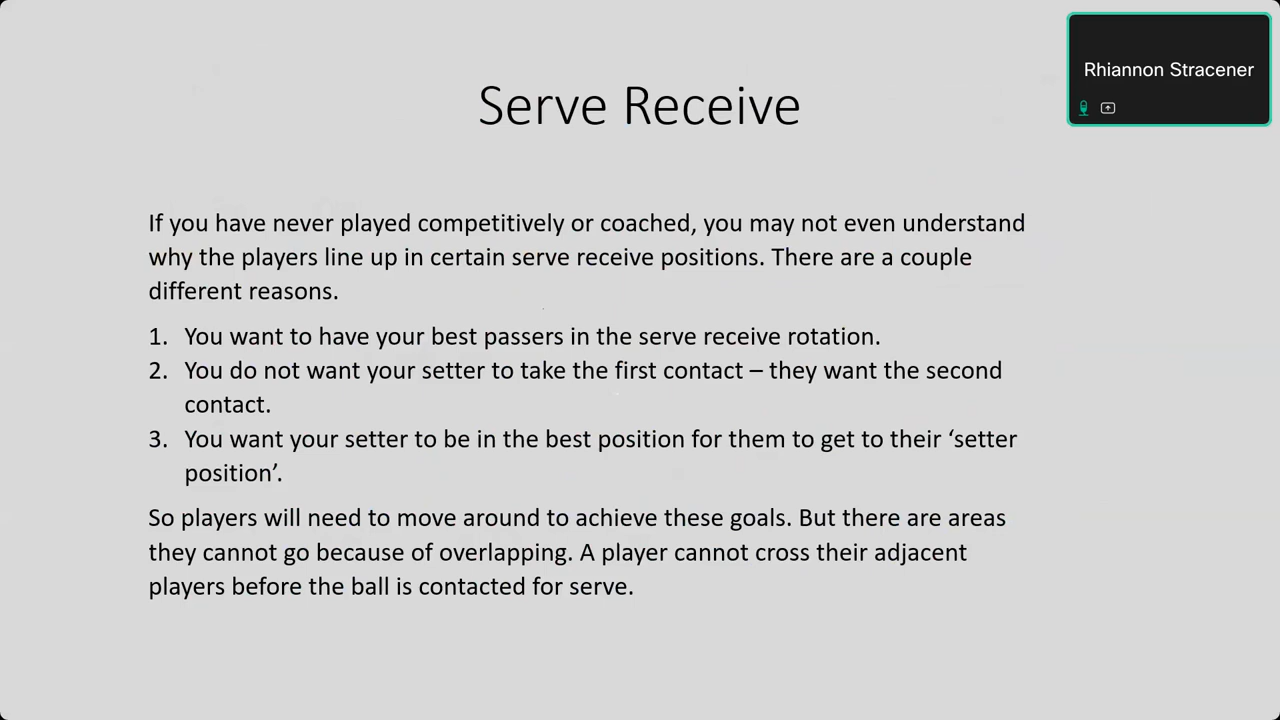 Rhiannon Stracener
Serve Receive
If you have never played competitively or coached, you may not even understand
why the players line up in certain serve receive positions. There are a couple
different reasons.
1. You want to have your best passers in the serve receive rotation.
2. You do not want your setter to take the first contact – they want the second
contact.
3. You want your setter to be in the best position for them to get to their ‘setter
position’.
So players will need to move around to achieve these goals. But there are areas
they cannot go because of overlapping. A player cannot cross their adjacent
players before the ball is contacted for serve.